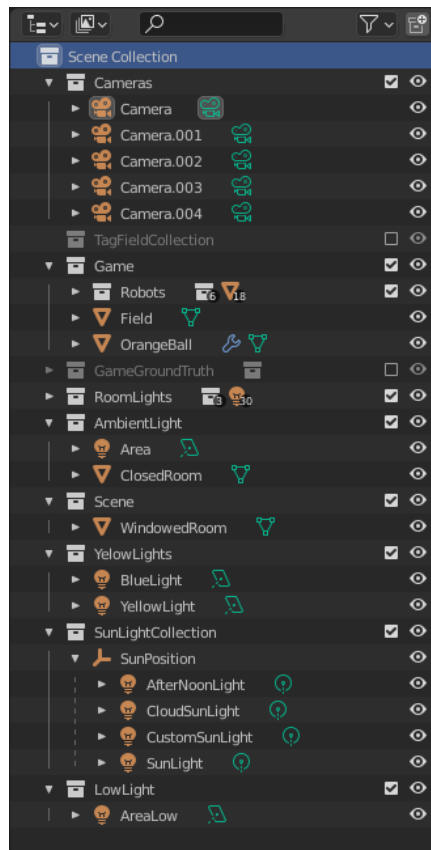 Scene Collection
Cameras
Camera
Camera.001
Camera.002
Camera.003
Camera.004
TagFieldCollection
Game
Robots 6 18
Field
OrangeBall
GameGroundTruth
RoomLights 3 30
AmbientLight
Area
ClosedRoom
Scene
WindowedRoom
YelowLights
BlueLight
YellowLight
SunLightCollection
SunPosition
AfterNoonLight
CloudSunLight
CustomSunLight
SunLight
LowLight
AreaLow